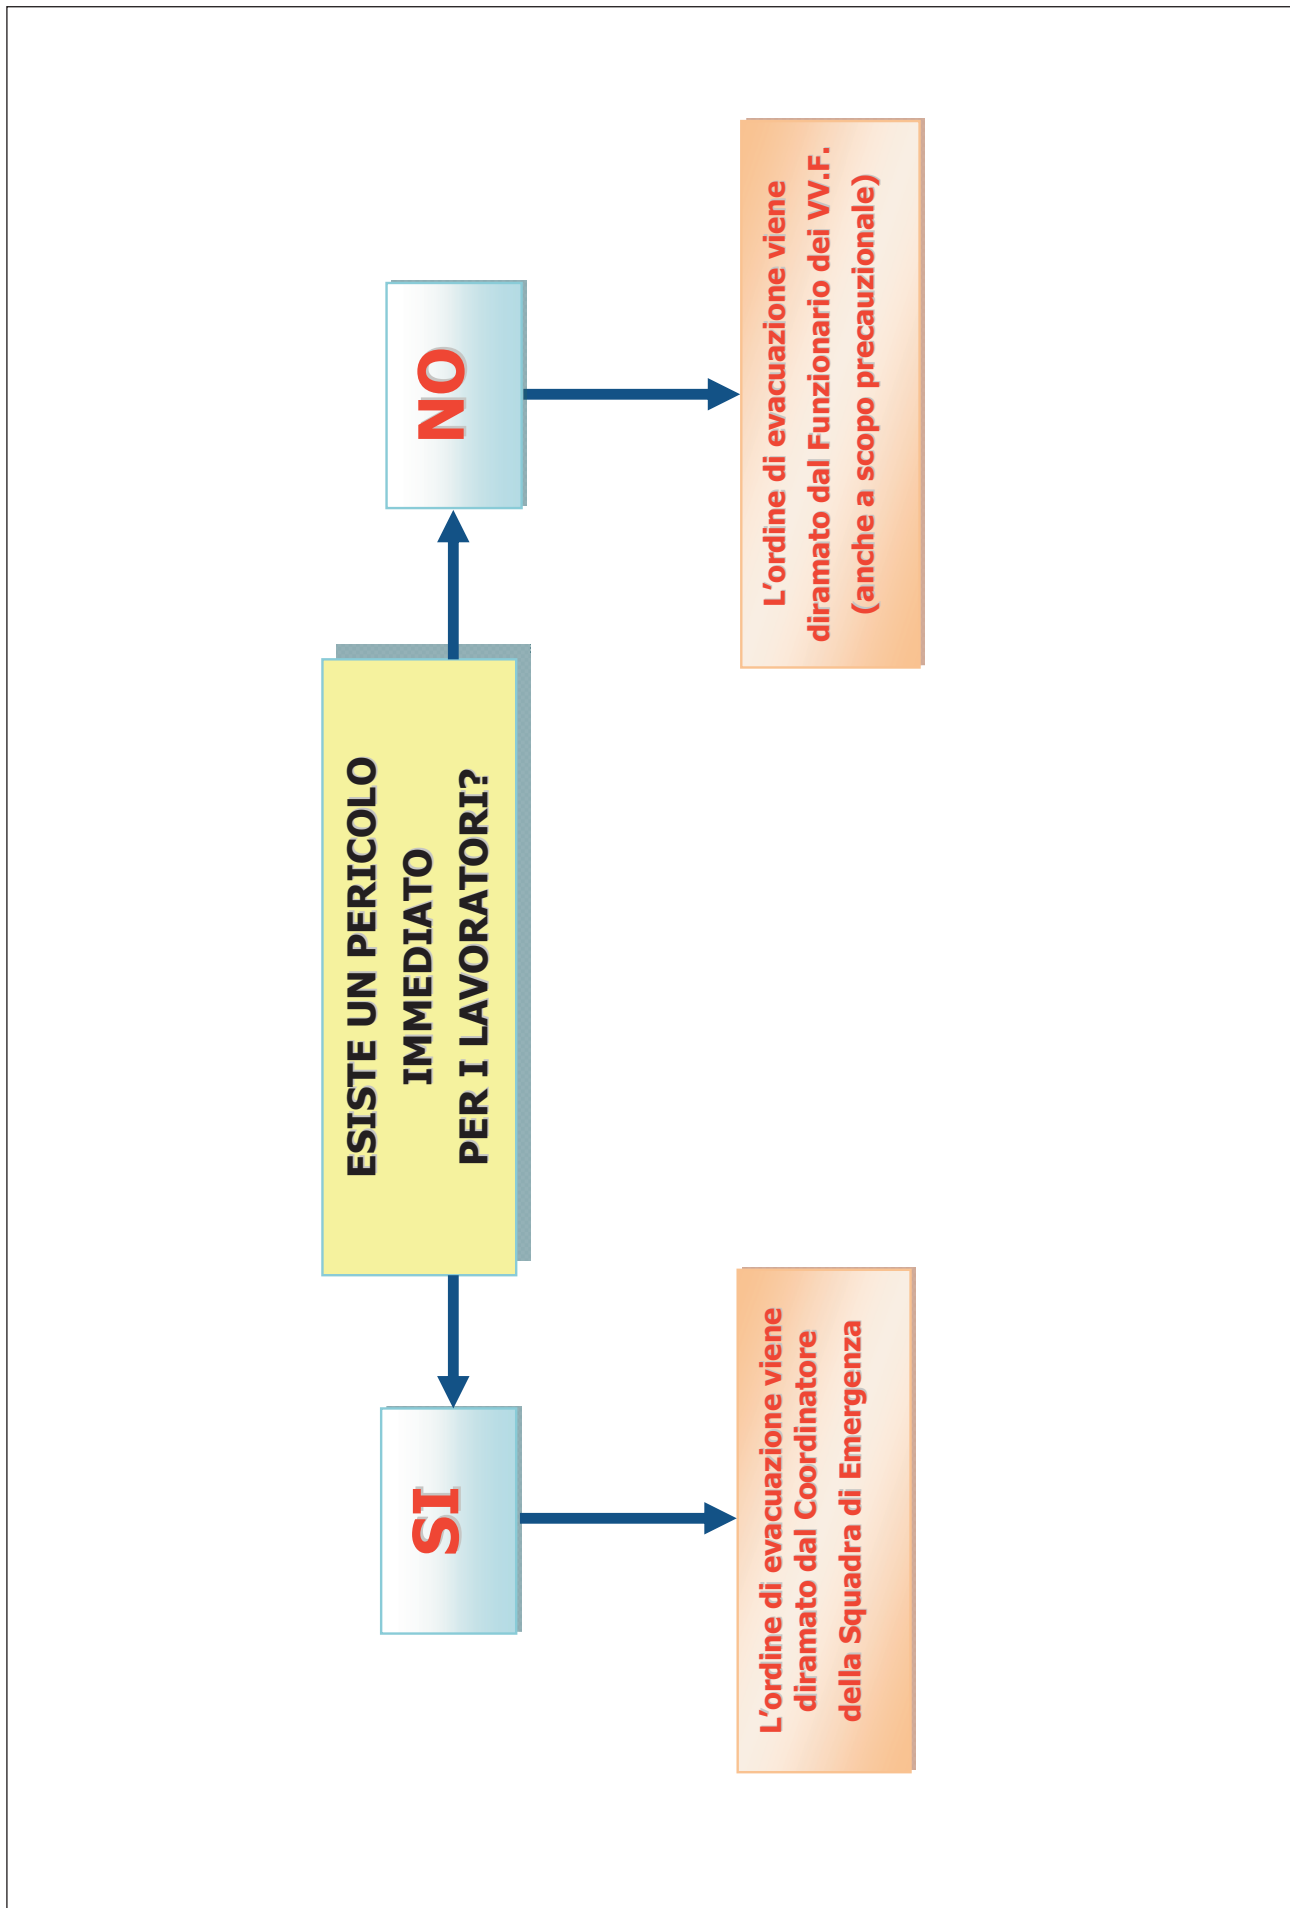 ESISTE UN PERICOLO
IMMEDIATO
PER I LAVORATORI?
SI
NO
L’ordine di evacuazione viene
diramato dal Coordinatore
della Squadra di Emergenza
L’ordine di evacuazione viene
diramato dal Funzionario dei VV.F.
(anche a scopo precauzionale)